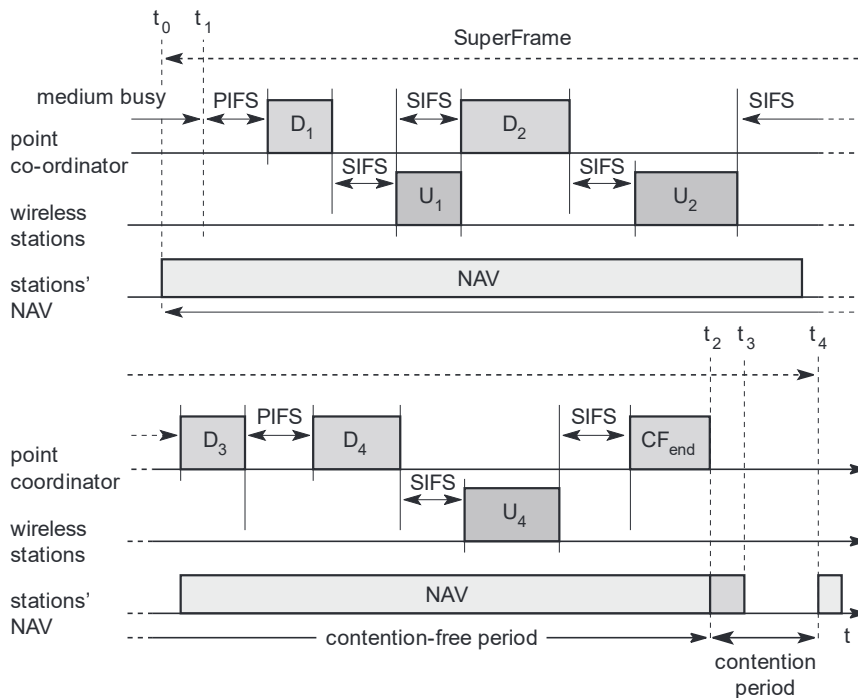 t0 t1
SuperFrame
medium busy PIFS D1 SIFS D2 SIFS
point
co-ordinator
SIFS U1 SIFS U2
wireless
stations
stations'
NAV
NAV
t2 t3 t4
D3 PIFS D4 SIFS CFend
point
coordinator
SIFS U4
wireless
stations
stations'
NAV
NAV
t
contention-free period
contention
period